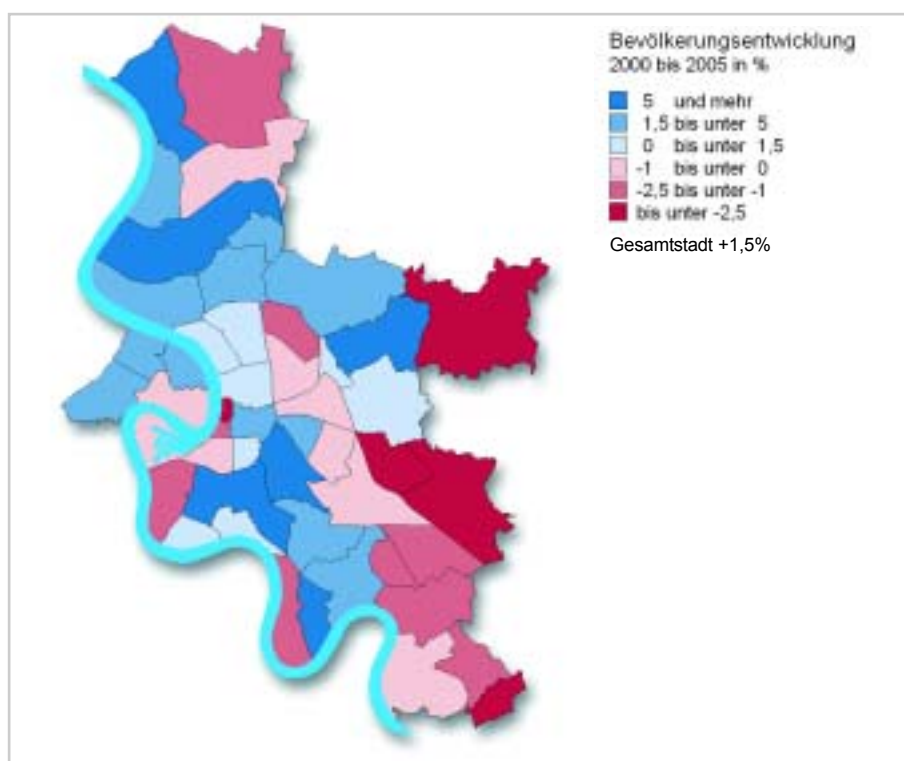 Bevölkerungsentwicklung
2000 bis 2005 in %
5 und mehr
1,5 bis unter 5
0 bis unter 1,5
-1 bis unter 0
-2,5 bis unter -1
bis unter -2,5
Gesamtstadt +1,5%